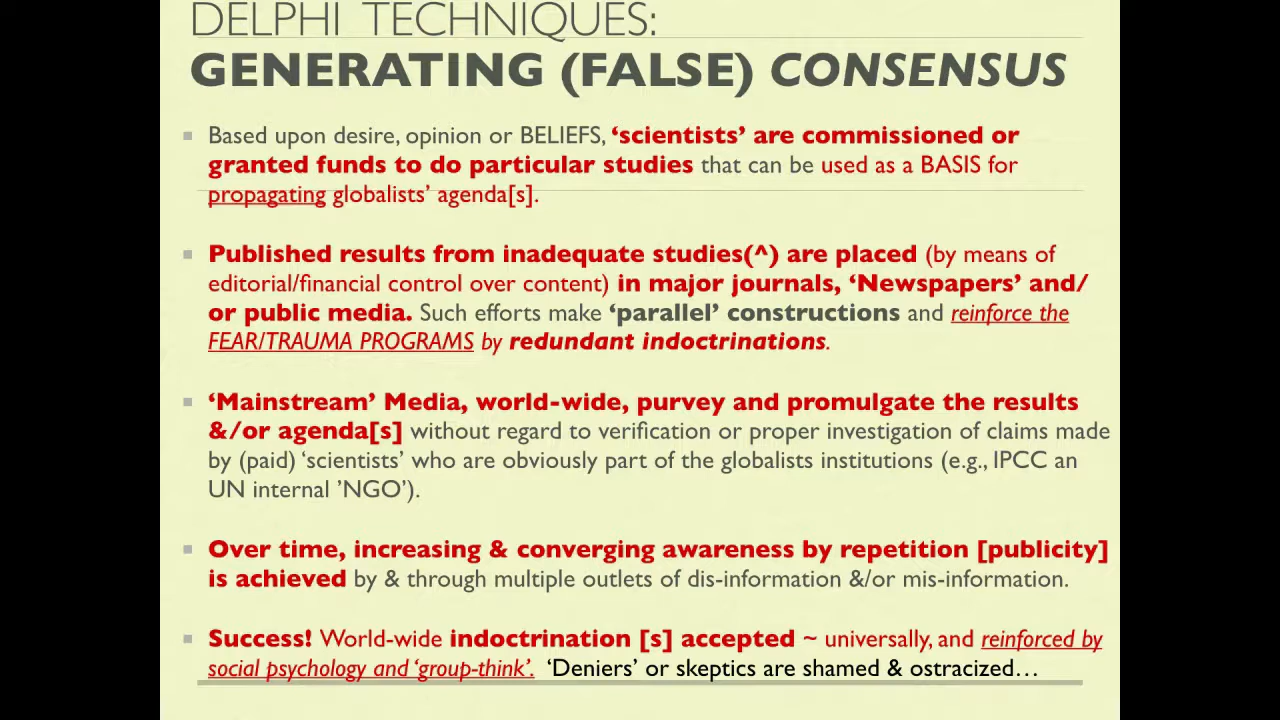 DELPHI TECHNIQUES:
GENERATING (FALSE) CONSENSUS
Based upon desire, opinion or BELIEFS, ‘scientists’ are commissioned or
granted funds to do particular studies that can be used as a BASIS for
propagating globalists’ agenda[s].
Published results from inadequate studies(^) are placed (by means of
editorial/financial control over content) in major journals, ‘Newspapers’ and/
or public media. Such efforts make ‘parallel’ constructions and reinforce the
FEAR/TRAUMA PROGRAMS by redundant indoctrinations.
‘Mainstream’ Media, world-wide, purvey and promulgate the results
&/or agenda[s] without regard to verification or proper investigation of claims made
by (paid) ‘scientists’ who are obviously part of the globalists institutions (e.g., IPCC an
UN internal ’NGO’).
Over time, increasing & converging awareness by repetition [publicity]
is achieved by & through multiple outlets of dis-information &/or mis-information.
Success! World-wide indoctrination [s] accepted ~ universally, and reinforced by
social psychology and ‘group-think’. ‘Deniers’ or skeptics are shamed & ostracized…